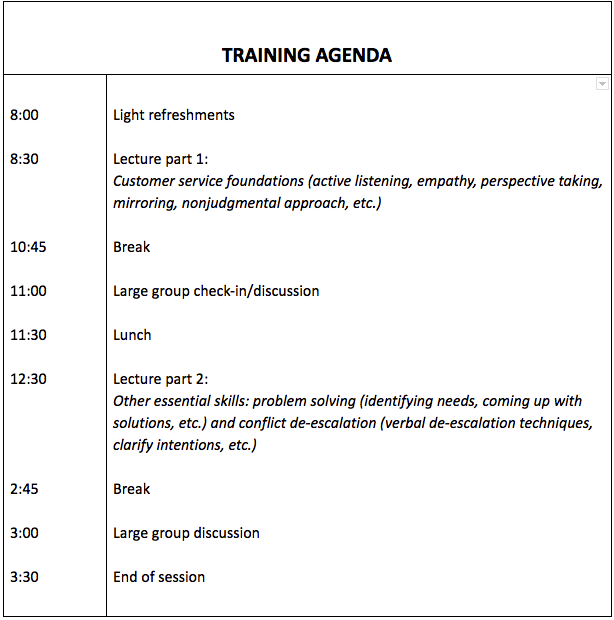 TRAINING AGENDA
8:00 Light refreshments
8:30 Lecture part 1:
Customer service foundations (active listening, empathy, perspective taking,
mirroring, nonjudgmental approach, etc.)
10:45 Break
11:00 Large group check-in/discussion
11:30 Lunch
12:30 Lecture part 2:
Other essential skills: problem solving (identifying needs, coming up with
solutions, etc.) and conflict de-escalation (verbal de-escalation techniques,
clarify intentions, etc.)
2:45 Break
3:00 Large group discussion
3:30 End of session